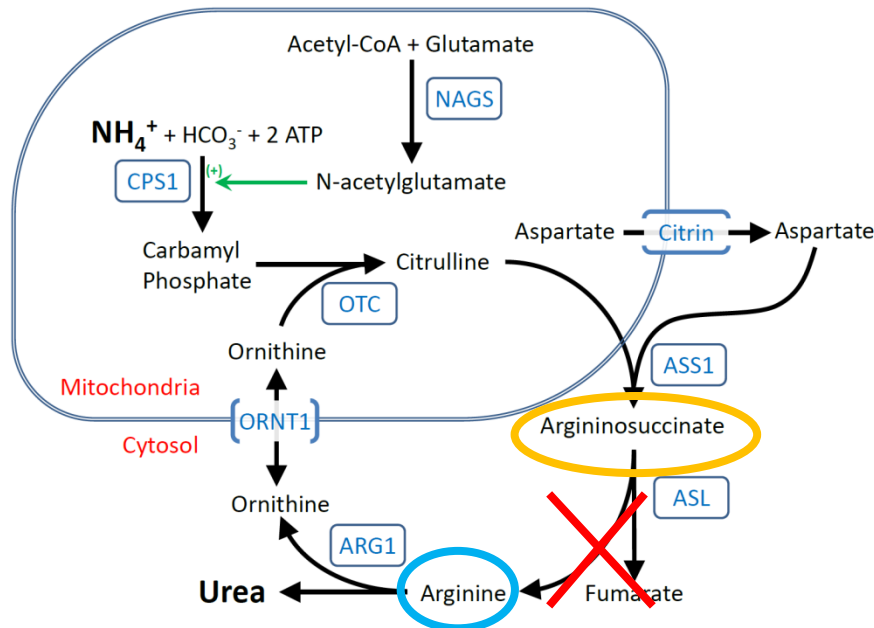 Acetyl-CoA + Glutamate
NAGS
NH₄⁺ + HCO₃⁻ + 2 ATP
(+)
CPS1
N-acetylglutamate
Aspartate
Citrin
Aspartate
Carbamyl
Phosphate
Citrulline
OTC
Ornithine
ASS1
Mitochondria
ORNT1
Cytosol
Argininosuccinate
Ornithine
ASL
ARG1
Urea
Arginine
Fumarate